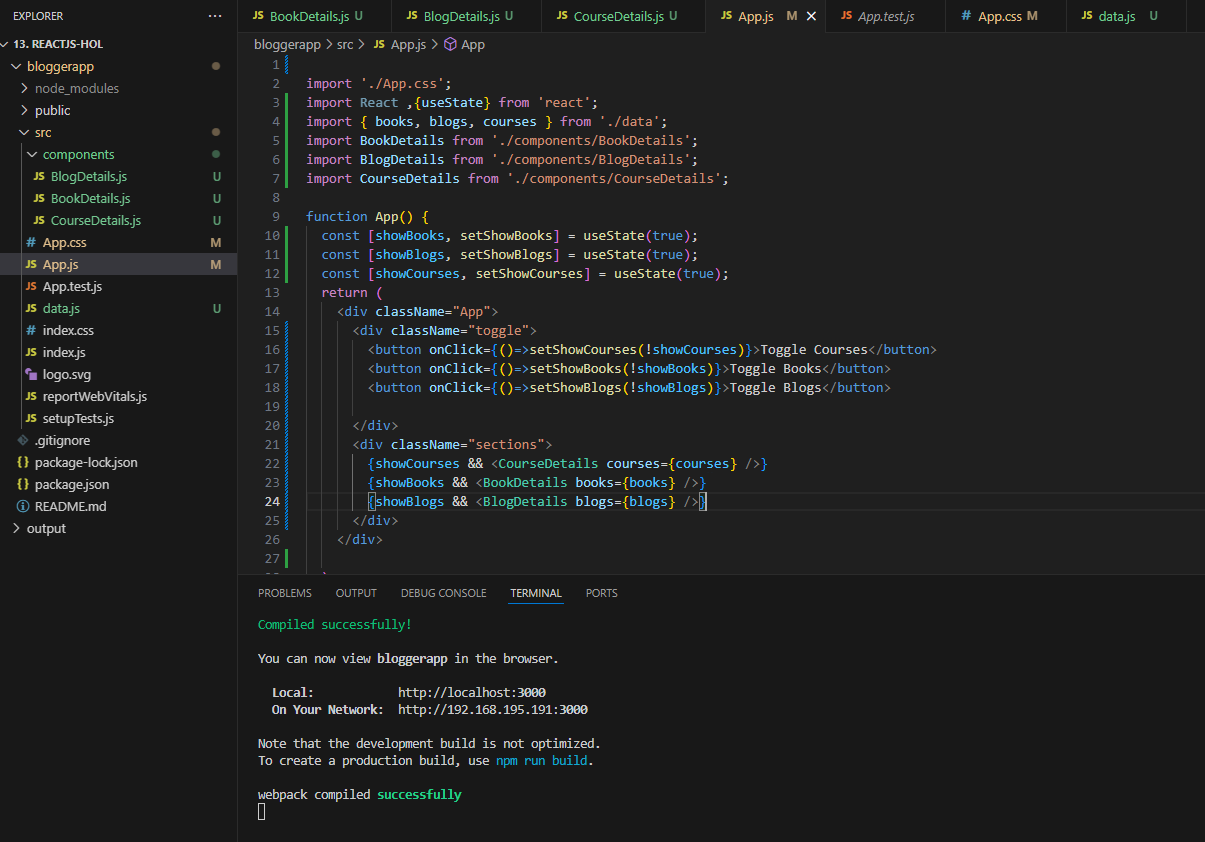 EXPLORER ...
13. REACTJS-HOL
bloggerapp
node_modules
public
src
components
JS BlogDetails.js U
JS BookDetails.js U
JS CourseDetails.js U
# App.css M
JS App.js M
JS App.test.js
JS data.js U
# index.css
JS index.js
logo.svg
JS reportWebVitals.js
JS setupTests.js
.gitignore
{} package-lock.json
{} package.json
README.md
output
JS BookDetails.js U JS BlogDetails.js U JS CourseDetails.js U JS App.js M JS App.test.js # App.css M JS data.js U
bloggerapp > src > JS App.js > App
1
2 import './App.css';
3 import React ,{useState} from 'react';
4 import { books, blogs, courses } from './data';
5 import BookDetails from './components/BookDetails';
6 import BlogDetails from './components/BlogDetails';
7 import CourseDetails from './components/CourseDetails';
8
9 function App() {
10 const [showBooks, setShowBooks] = useState(true);
11 const [showBlogs, setShowBlogs] = useState(true);
12 const [showCourses, setShowCourses] = useState(true);
13 return (
14 <div className="App">
15 <div className="toggle">
16 <button onClick={()=>setShowCourses(!showCourses)}>Toggle Courses</button>
17 <button onClick={()=>setShowBooks(!showBooks)}>Toggle Books</button>
18 <button onClick={()=>setShowBlogs(!showBlogs)}>Toggle Blogs</button>
19
20 </div>
21 <div className="sections">
22 {showCourses && <CourseDetails courses={courses} />}
23 {showBooks && <BookDetails books={books} />}
24 {showBlogs && <BlogDetails blogs={blogs} />}
25 </div>
26 </div>
27
PROBLEMS OUTPUT DEBUG CONSOLE TERMINAL PORTS
Compiled successfully!
You can now view bloggerapp in the browser.
Local: http://localhost:3000
On Your Network: http://192.168.195.191:3000
Note that the development build is not optimized.
To create a production build, use npm run build.
webpack compiled successfully